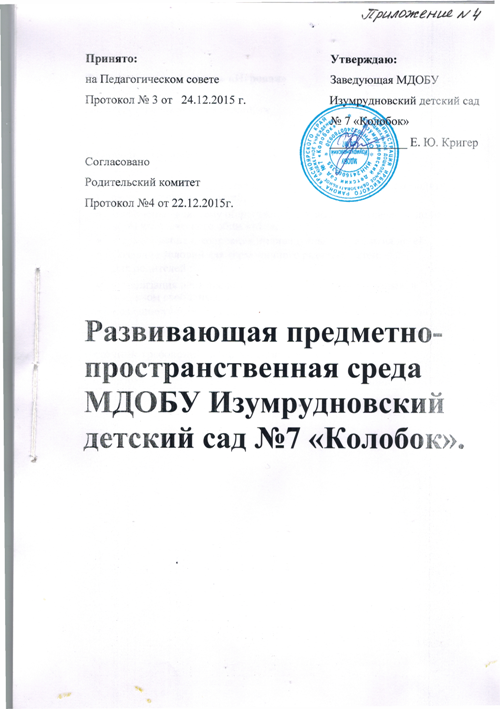 Приложение №4
Принято:
на Педагогическом совете
Протокол № 3 от 24.12.2015 г.
Утверждаю:
Заведующая МДОБУ
Изумрудновский детский сад
№ 7 «Колобок»
Е. Ю. Кригер
Согласовано
Родительский комитет
Протокол №4 от 22.12.2015г.
Развивающая предметно-
пространственная среда
МДОБУ Изумрудновский
детский сад №7 «Колобок».